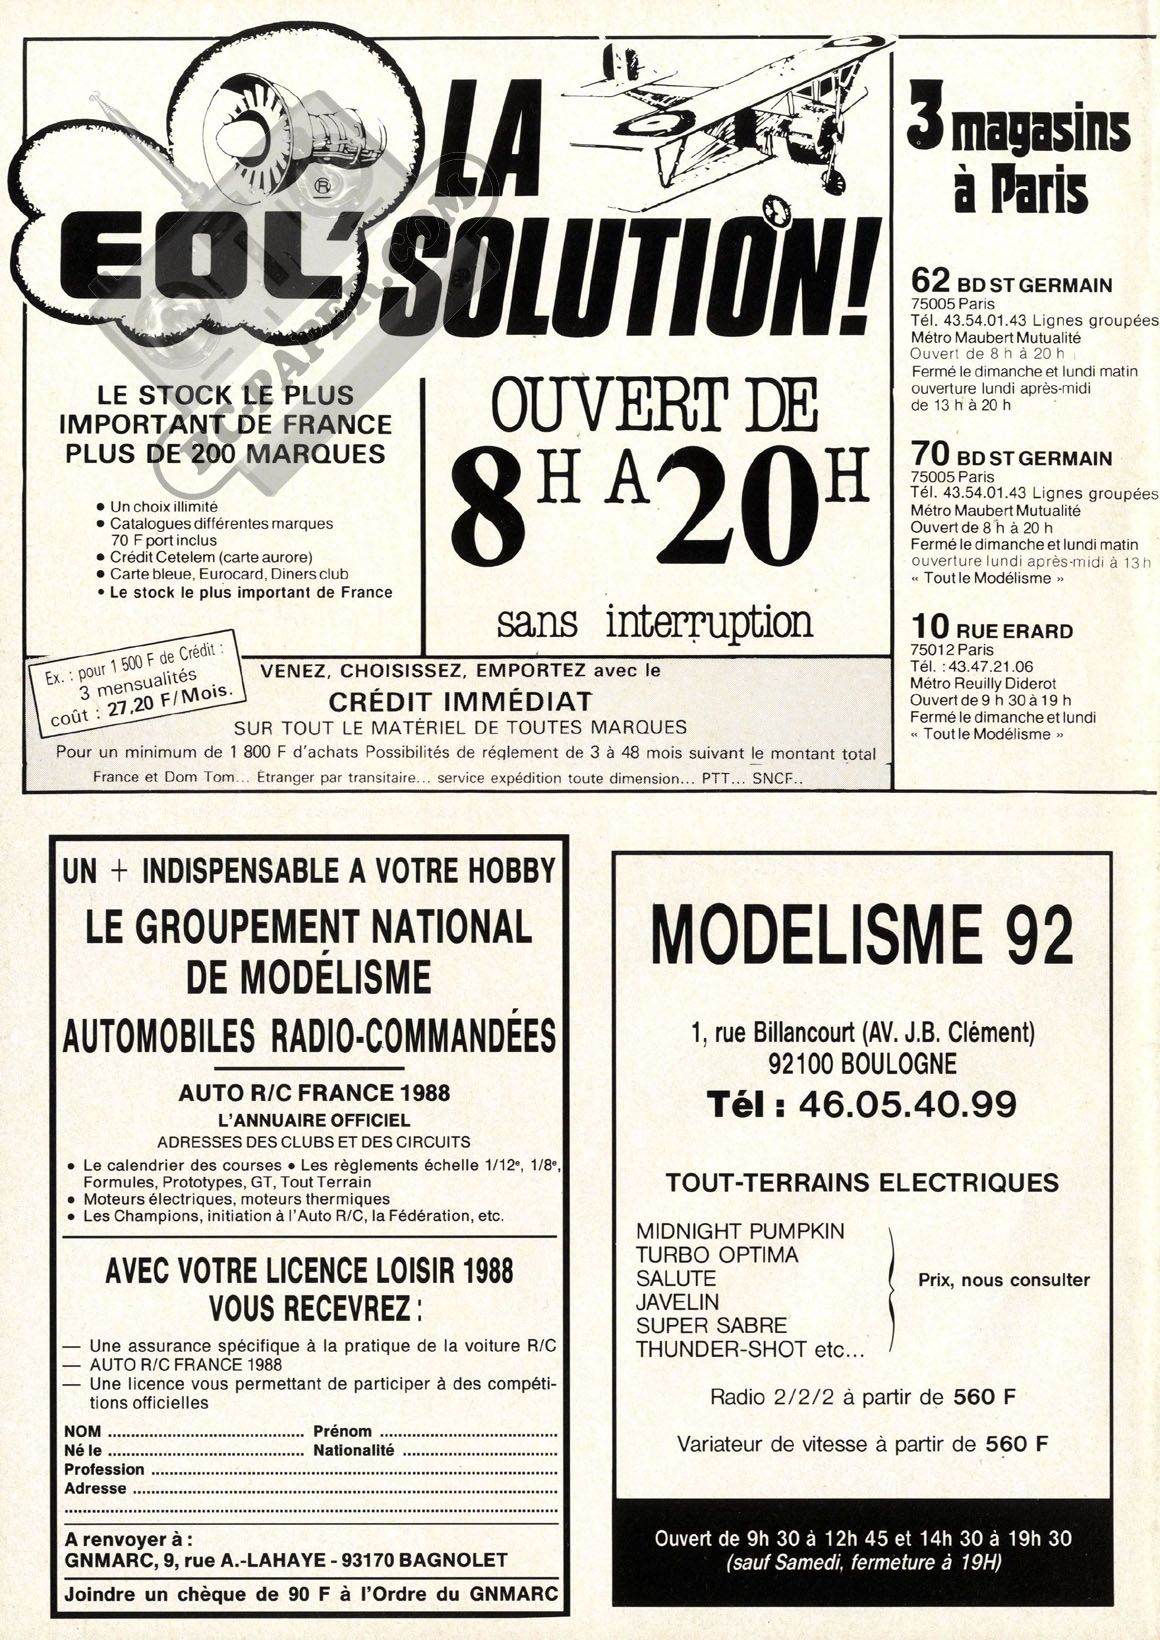 EOL'
®
LA
SOLUTION!
RC-PAPER.COM
LE STOCK LE PLUS
IMPORTANT DE FRANCE
PLUS DE 200 MARQUES
• Un choix illimité
• Catalogues différentes marques
70 F port inclus
• Crédit Cetelem (carte aurore)
• Carte bleue, Eurocard, Diners club
• Le stock le plus important de France
OUVERT DE
8H A 20H
sans interruption
Ex. : pour 1 500 F de Crédit :
3 mensualités
coût : 27,20 F/Mois.
VENEZ, CHOISISSEZ, EMPORTEZ avec le
CRÉDIT IMMÉDIAT
SUR TOUT LE MATÉRIEL DE TOUTES MARQUES
Pour un minimum de 1 800 F d'achats Possibilités de réglement de 3 à 48 mois suivant le montant total
France et Dom Tom... Étranger par transitaire... service expédition toute dimension... PTT... SNCF..
3 magasins
à Paris
62 BD ST GERMAIN
75005 Paris
Tél. 43.54.01.43 Lignes groupées
Métro Maubert Mutualité
Ouvert de 8 h à 20 h
Fermé le dimanche et lundi matin
ouverture lundi après-midi
de 13 h à 20 h
70 BD ST GERMAIN
75005 Paris
Tél. 43.54.01.43 Lignes groupées
Métro Maubert Mutualité
Ouvert de 8 h à 20 h
Fermé le dimanche et lundi matin
ouverture lundi après-midi à 13 h
« Tout le Modélisme »
10 RUE ERARD
75012 Paris
Tél. : 43.47.21.06
Métro Reuilly Diderot
Ouvert de 9 h 30 à 19 h
Fermé le dimanche et lundi
« Tout le Modélisme »
UN + INDISPENSABLE A VOTRE HOBBY
LE GROUPEMENT NATIONAL
DE MODÉLISME
AUTOMOBILES RADIO-COMMANDÉES
AUTO R/C FRANCE 1988
L'ANNUAIRE OFFICIEL
ADRESSES DES CLUBS ET DES CIRCUITS
• Le calendrier des courses • Les règlements échelle 1/12e, 1/8e,
Formules, Prototypes, GT, Tout Terrain
• Moteurs électriques, moteurs thermiques
• Les Champions, initiation à l'Auto R/C, la Fédération, etc.
AVEC VOTRE LICENCE LOISIR 1988
VOUS RECEVREZ :
— Une assurance spécifique à la pratique de la voiture R/C
— AUTO R/C FRANCE 1988
— Une licence vous permettant de participer à des compéti-
tions officielles
NOM .................... Prénom ....................
Né le .................... Nationalité ....................
Profession ....................
Adresse ....................
....................
A renvoyer à :
GNMARC, 9, rue A.-LAHAYE - 93170 BAGNOLET
Joindre un chèque de 90 F à l'Ordre du GNMARC
MODELISME 92
1, rue Billancourt (AV. J.B. Clément)
92100 BOULOGNE
Tél : 46.05.40.99
TOUT-TERRAINS ELECTRIQUES
MIDNIGHT PUMPKIN
TURBO OPTIMA
SALUTE
JAVELIN
SUPER SABRE
THUNDER-SHOT etc...
Prix, nous consulter
Radio 2/2/2 à partir de 560 F
Variateur de vitesse à partir de 560 F
Ouvert de 9h 30 à 12h 45 et 14h 30 à 19h 30
(sauf Samedi, fermeture à 19H)